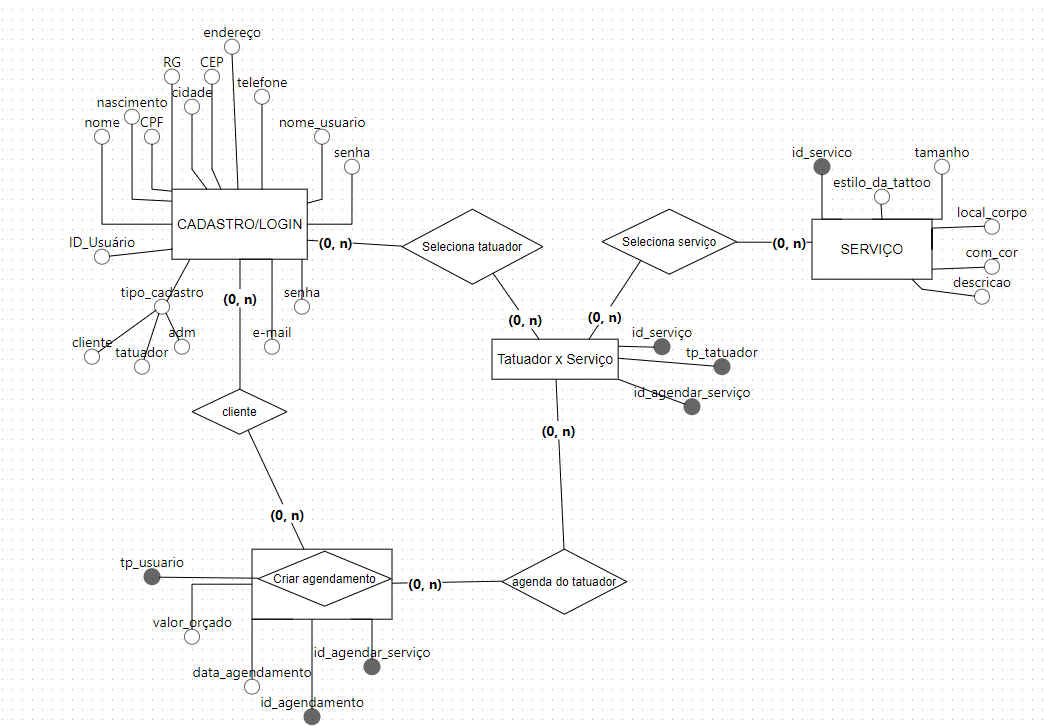 endereço
RG
CEP
telefone
cidade
nascimento
nome
CPF
nome_usuario
senha
CADASTRO/LOGIN
ID_Usuário
(0, n)
Seleciona tatuador
Seleciona serviço
(0, n)
id_servico
tamanho
estilo_da_tattoo
local_corpo
SERVIÇO
com_cor
descricao
tipo_cadastro
(0, n)
senha
cliente
tatuador
adm
e-mail
(0, n)
(0, n)
id_serviço
Tatuador x Serviço
tp_tatuador
id_agendar_serviço
cliente
(0, n)
(0, n)
tp_usuario
Criar agendamento
(0, n)
agenda do tatuador
valor_orçado
id_agendar_serviço
data_agendamento
id_agendamento